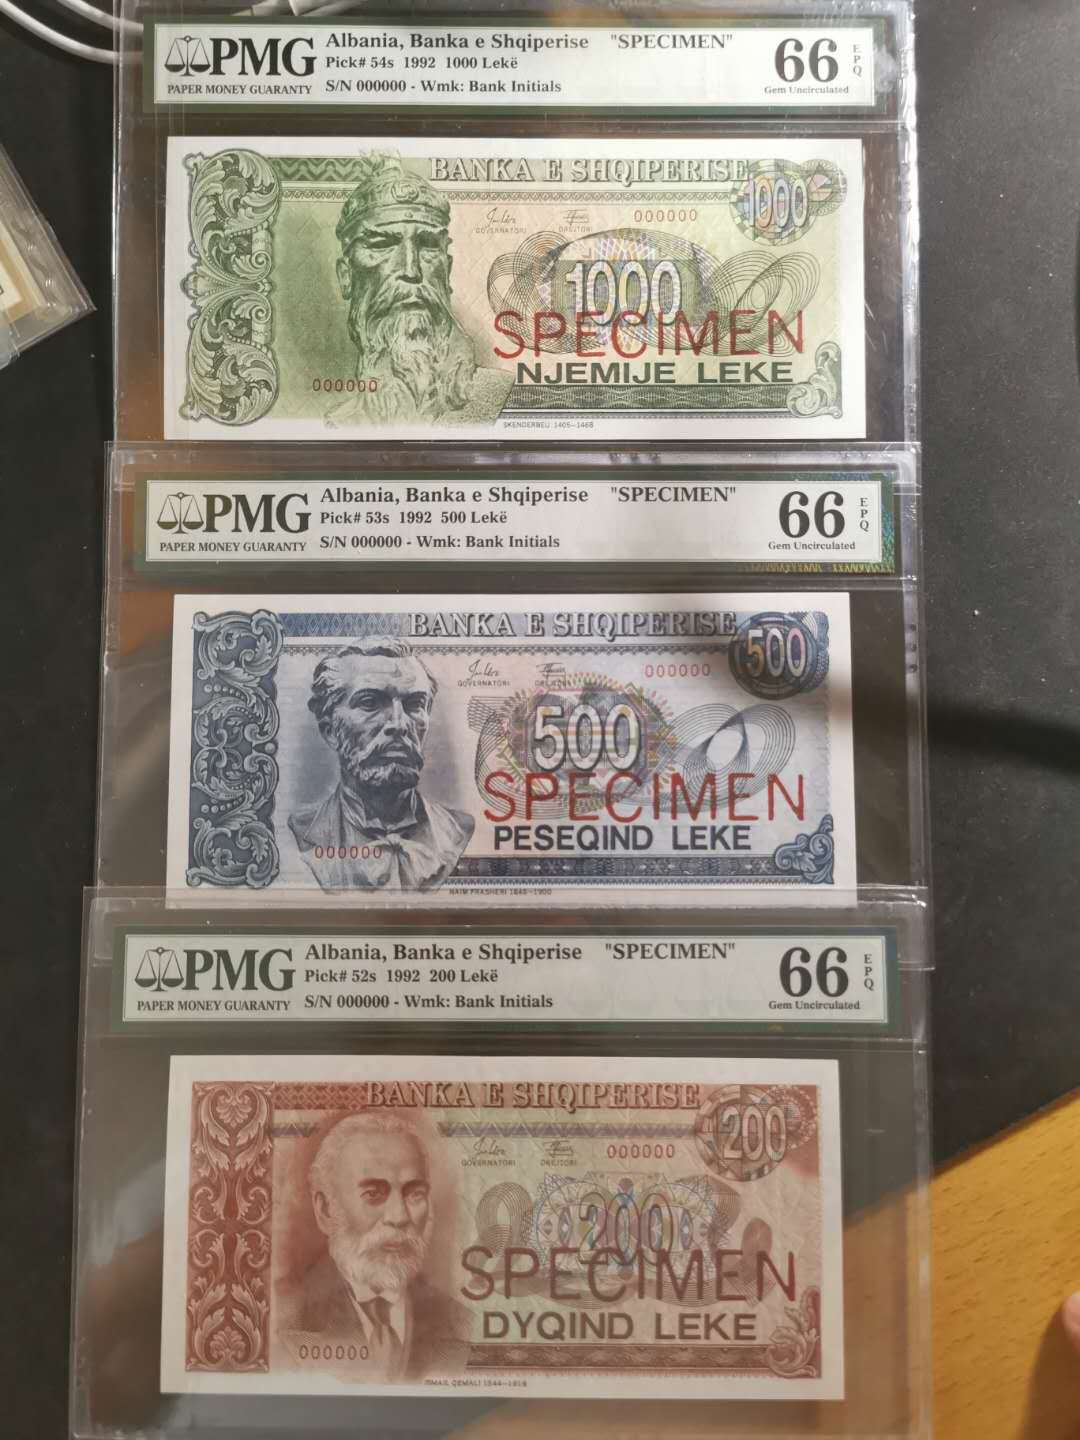 PMG
PAPER MONEY GUARANTY
Albania, Banka e Shqiperise "SPECIMEN"
Pick# 54s 1992 1000 Lekë
S/N 000000 - Wmk: Bank Initials
66 EPQ
Gem Uncirculated
BANKA E SHQIPERISE
1000
GOVERNATORI DREJTORI
000000
1000
SPECIMEN
NJEMIJE LEKE
000000
SKENDERBEU 1405-1468
PMG
PAPER MONEY GUARANTY
Albania, Banka e Shqiperise "SPECIMEN"
Pick# 53s 1992 500 Lekë
S/N 000000 - Wmk: Bank Initials
66 EPQ
Gem Uncirculated
BANKA E SHQIPERISE
500
GOVERNATORI
000000
500
SPECIMEN
PESEQIND LEKE
000000
NAIM FRASHERI 1846-1900
PMG
PAPER MONEY GUARANTY
Albania, Banka e Shqiperise "SPECIMEN"
Pick# 52s 1992 200 Lekë
S/N 000000 - Wmk: Bank Initials
66 EPQ
Gem Uncirculated
BANKA E SHQIPERISE
200
GOVERNATORI DREJTORI
000000
200
SPECIMEN
DYQIND LEKE
000000
ISMAIL QEMALI 1844-1919